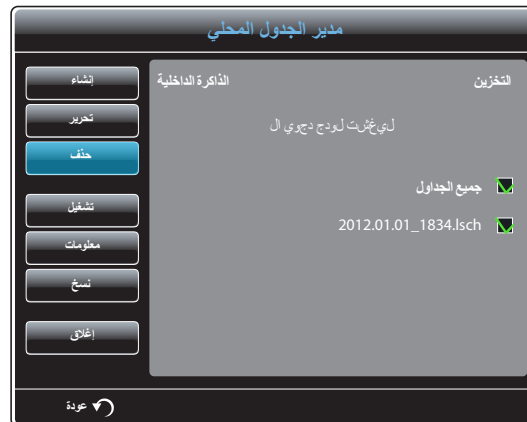 مدير الجدول المحلي
التخزين الذاكرة الداخلية
ليغشت لودج دجوي ال
جميع الجداول
2012.01.01_1834.lsch
إنشاء
تحرير
حذف
تشغيل
معلومات
نسخ
إغلاق
عودة